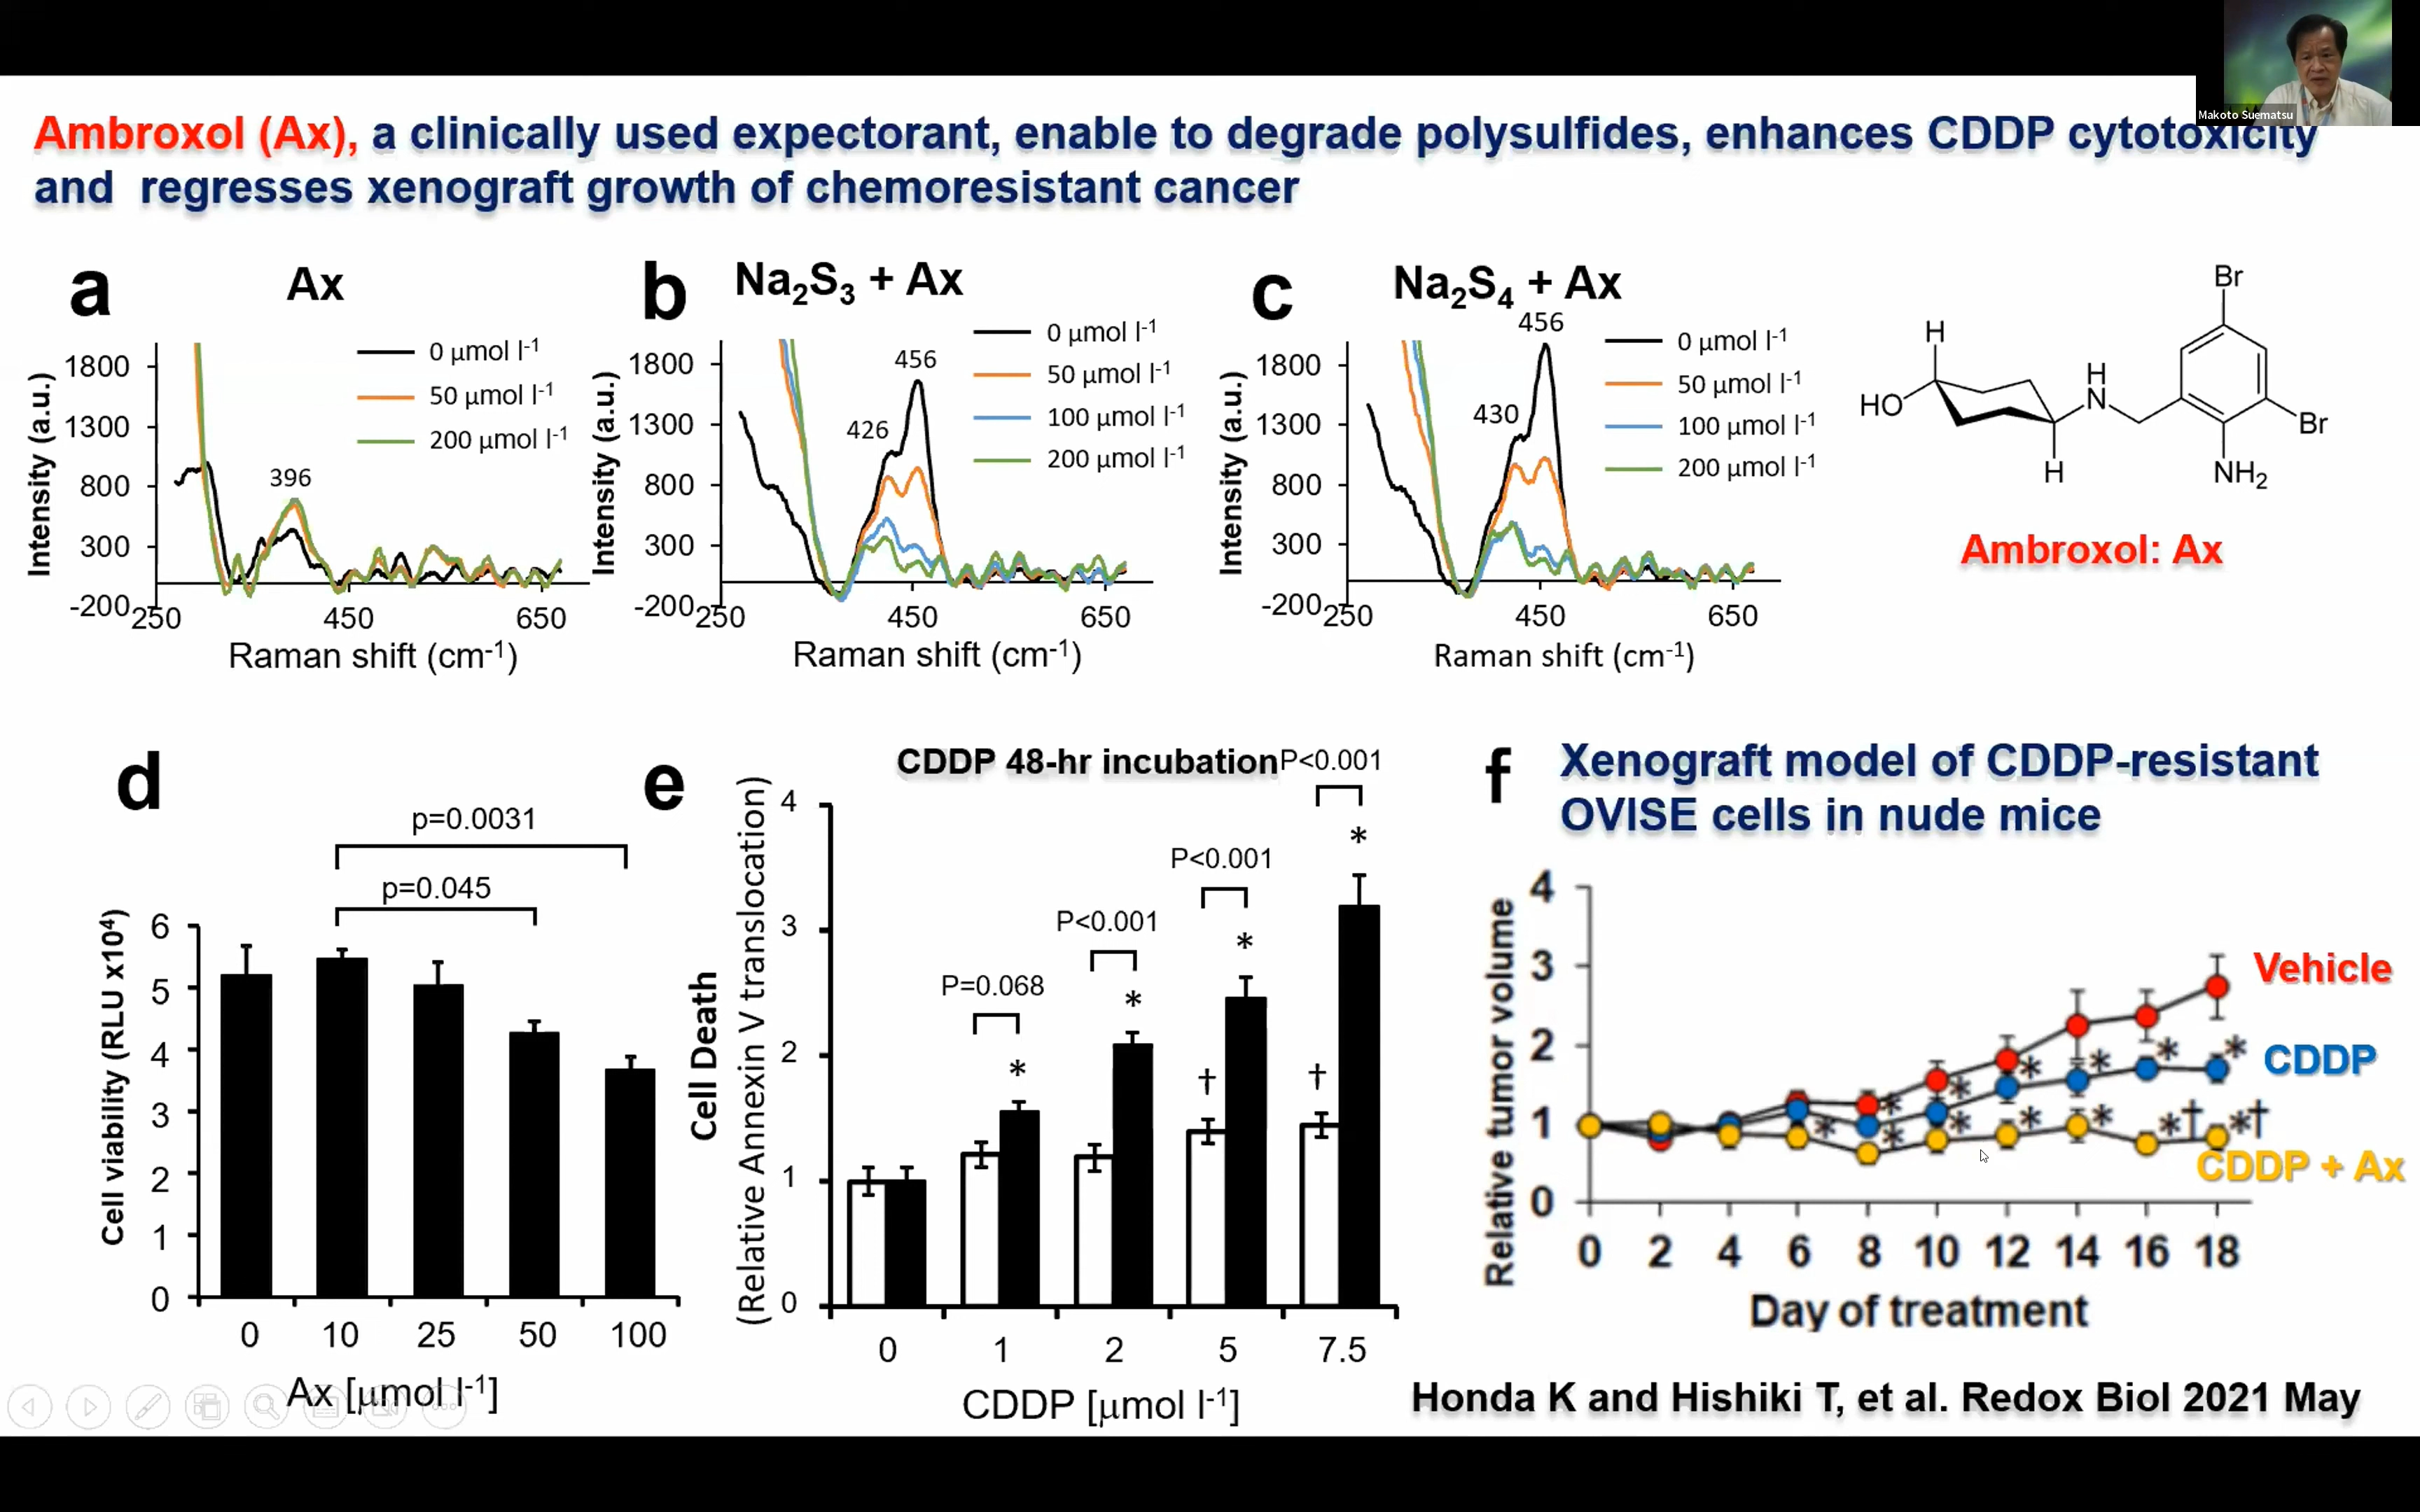 Makoto Suematsu
Ambroxol (Ax), a clinically used expectorant, enable to degrade polysulfides, enhances CDDP cytotoxicity
and regresses xenograft growth of chemoresistant cancer
a
Ax
Intensity (a.u.)
1800
1300
800
300
-200
250
450
650
Raman shift (cm⁻¹)
396
0 µmol l⁻¹
50 µmol l⁻¹
200 µmol l⁻¹
b
Na₂S₃ + Ax
Intensity (a.u.)
1800
1300
800
300
-200
250
450
650
Raman shift (cm⁻¹)
456
426
0 µmol l⁻¹
50 µmol l⁻¹
100 µmol l⁻¹
200 µmol l⁻¹
c
Na₂S₄ + Ax
Intensity (a.u.)
1800
1300
800
300
-200
250
450
650
Raman shift (cm⁻¹)
456
430
0 µmol l⁻¹
50 µmol l⁻¹
100 µmol l⁻¹
200 µmol l⁻¹
Br
H
H
N
HO
Br
H
NH₂
Ambroxol: Ax
d
p=0.0031
p=0.045
Cell viability (RLU x10⁴)
6
5
4
3
2
1
0
0 10 25 50 100
Ax [µmol l⁻¹]
e
CDDP 48-hr incubation
P<0.001
P<0.001
P<0.001
P=0.068
*
*
*
*
†
†
Cell Death
(Relative Annexin V translocation)
4
3
2
1
0
0 1 2 5 7.5
CDDP [µmol l⁻¹]
f
Xenograft model of CDDP-resistant
OVISE cells in nude mice
Relative tumor volume
4
3
2
1
0
Vehicle
* * * * * * CDDP
* * * * * *† *†
CDDP + Ax
0 2 4 6 8 10 12 14 16 18
Day of treatment
Honda K and Hishiki T, et al. Redox Biol 2021 May